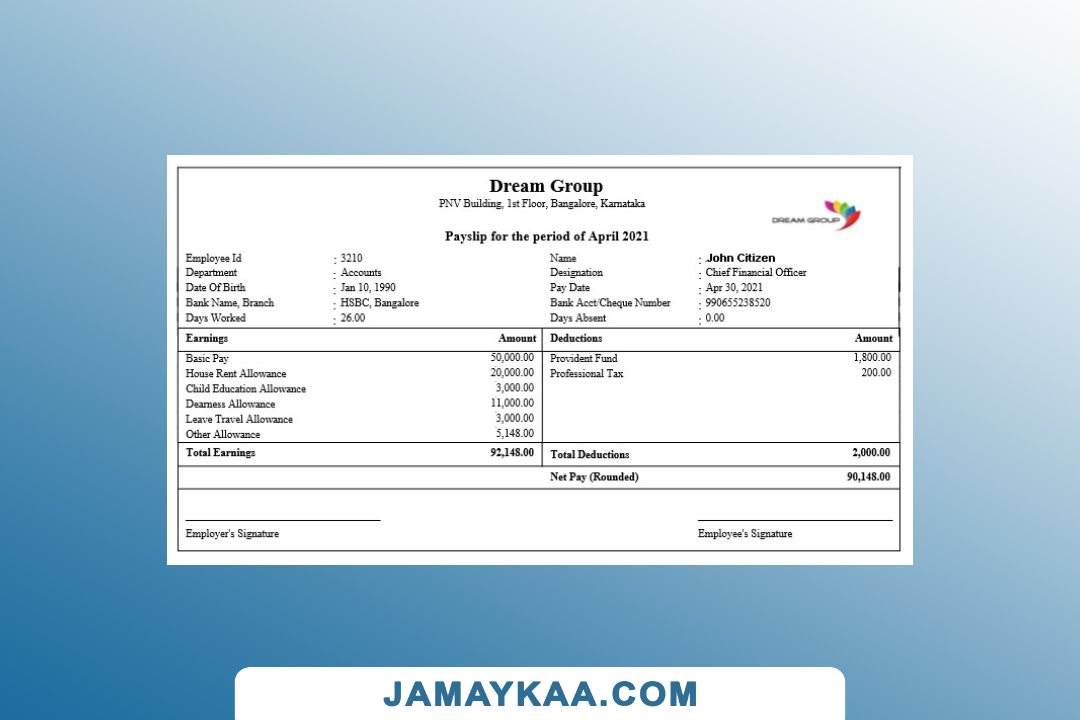 Dream Group
PNV Building, 1st Floor, Bangalore, Karnataka
DREAM GROUP
Payslip for the period of April 2021
Employee Id : 3210 Name : John Citizen
Department : Accounts Designation : Chief Financial Officer
Date Of Birth : Jan 10, 1990 Pay Date : Apr 30, 2021
Bank Name, Branch : HSBC, Bangalore Bank Acct/Cheque Number : 990655238520
Days Worked : 26.00 Days Absent : 0.00
Earnings Amount Deductions Amount
Basic Pay 50,000.00 Provident Fund 1,800.00
House Rent Allowance 20,000.00 Professional Tax 200.00
Child Education Allowance 3,000.00
Dearness Allowance 11,000.00
Leave Travel Allowance 3,000.00
Other Allowance 5,148.00
Total Earnings 92,148.00 Total Deductions 2,000.00
Net Pay (Rounded) 90,148.00
Employer's Signature Employee's Signature
JAMAYKAA.COM